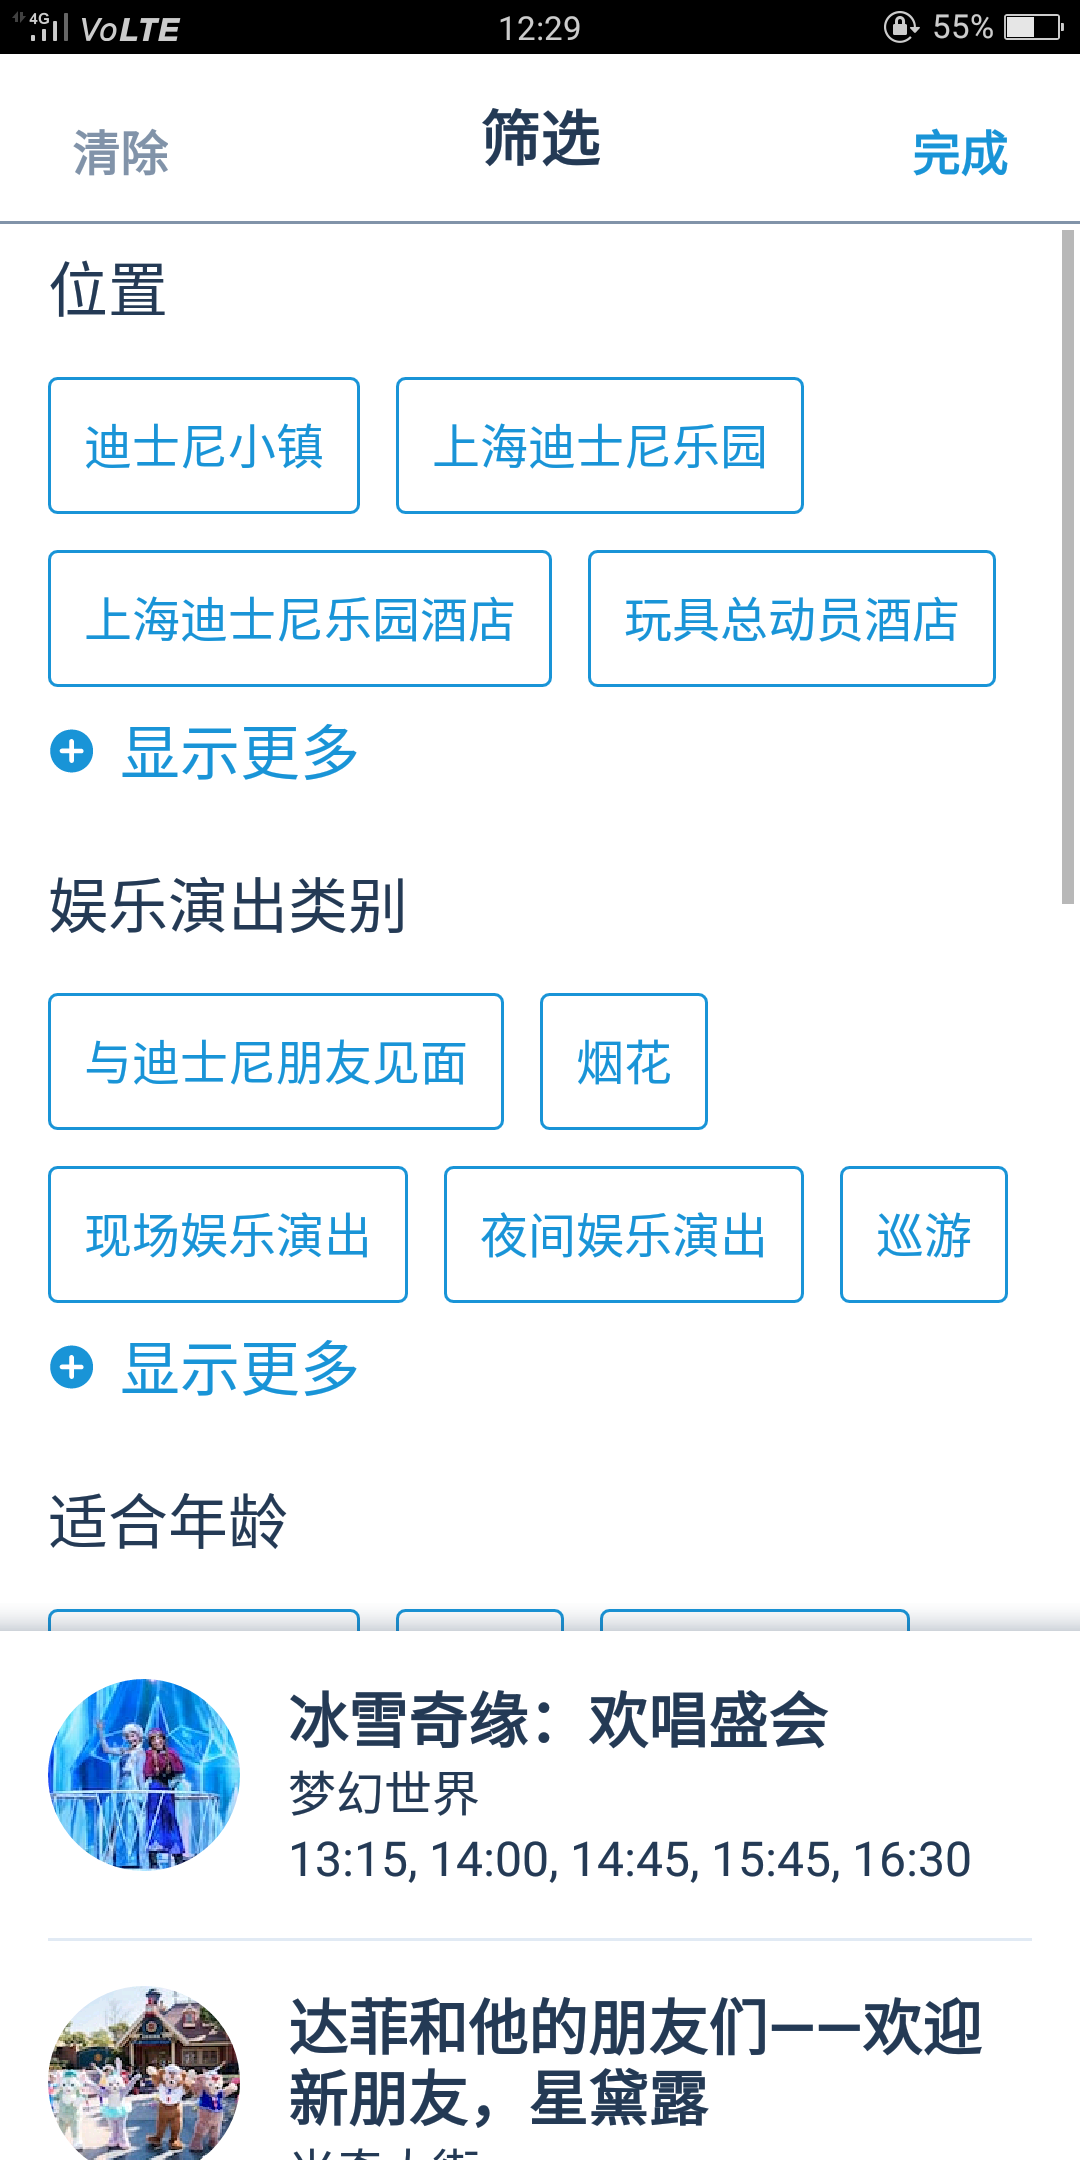 4G VoLTE 12:29 55%
清除 筛选 完成
位置
迪士尼小镇 上海迪士尼乐园
上海迪士尼乐园酒店 玩具总动员酒店
显示更多
娱乐演出类别
与迪士尼朋友见面 烟花
现场娱乐演出 夜间娱乐演出 巡游
显示更多
适合年龄
冰雪奇缘：欢唱盛会
梦幻世界
13:15, 14:00, 14:45, 15:45, 16:30
达菲和他的朋友们——欢迎
新朋友，星黛露